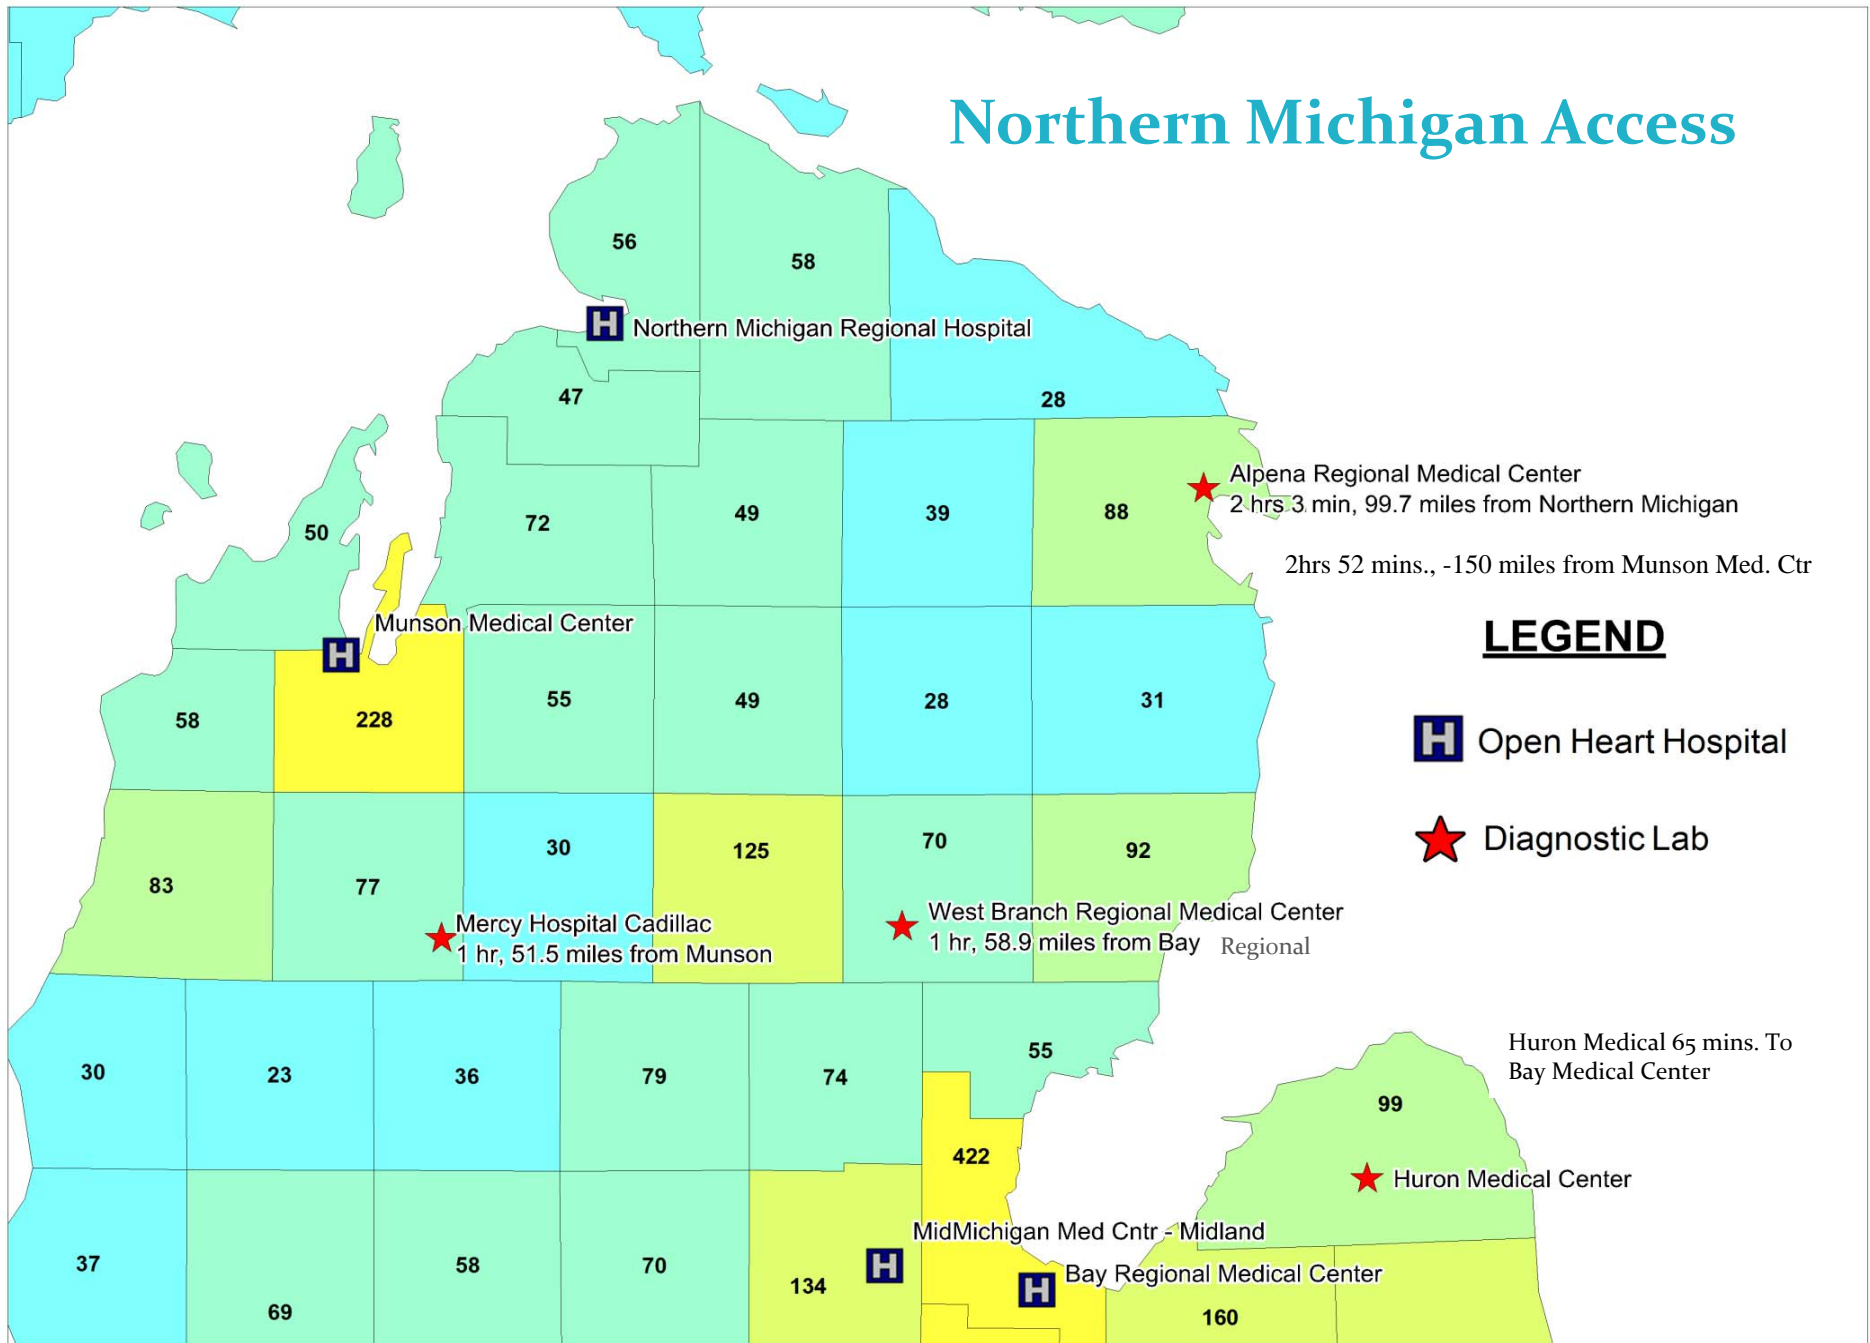 Northern Michigan Access
56
58
Northern Michigan Regional Hospital
47
28
Alpena Regional Medical Center
2 hrs 3 min, 99.7 miles from Northern Michigan
72
49
39
88
50
2hrs 52 mins., -150 miles from Munson Med. Ctr
Munson Medical Center
LEGEND
58
228
55
49
28
31
Open Heart Hospital
Diagnostic Lab
83
77
30
125
70
92
Mercy Hospital Cadillac
1 hr, 51.5 miles from Munson
West Branch Regional Medical Center
1 hr, 58.9 miles from Bay Regional
30
23
36
79
74
55
Huron Medical 65 mins. To
Bay Medical Center
99
422
Huron Medical Center
MidMichigan Med Cntr - Midland
Bay Regional Medical Center
37
69
58
70
134
160